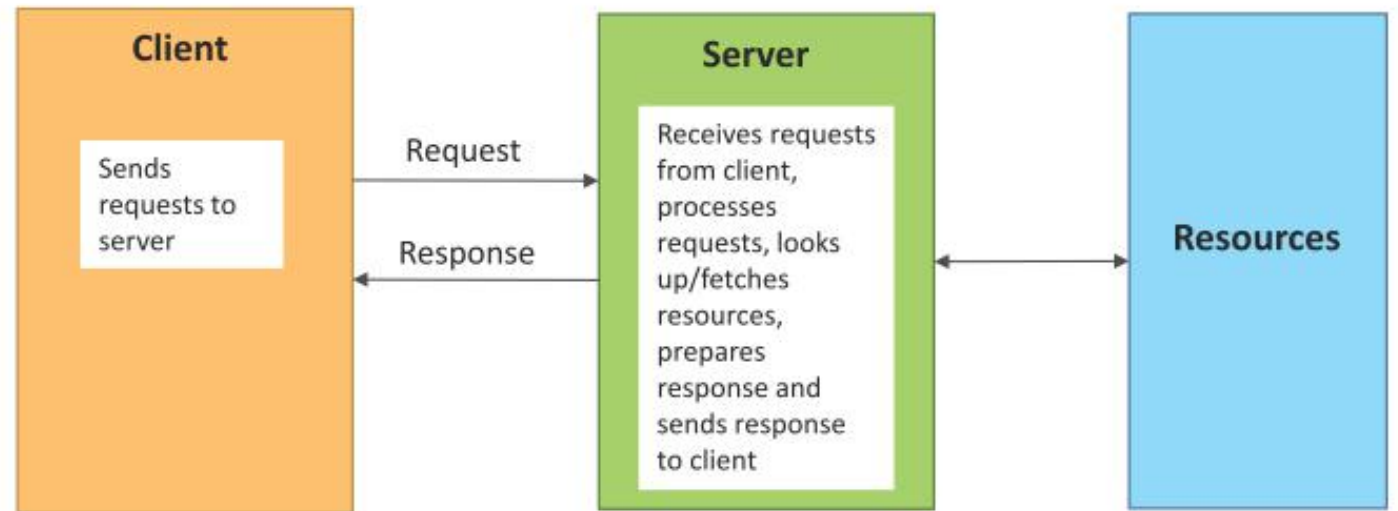 Client
Sends
requests to
server
Request
Response
Server
Receives requests
from client,
processes
requests, looks
up/fetches
resources,
prepares
response and
sends response
to client
Resources